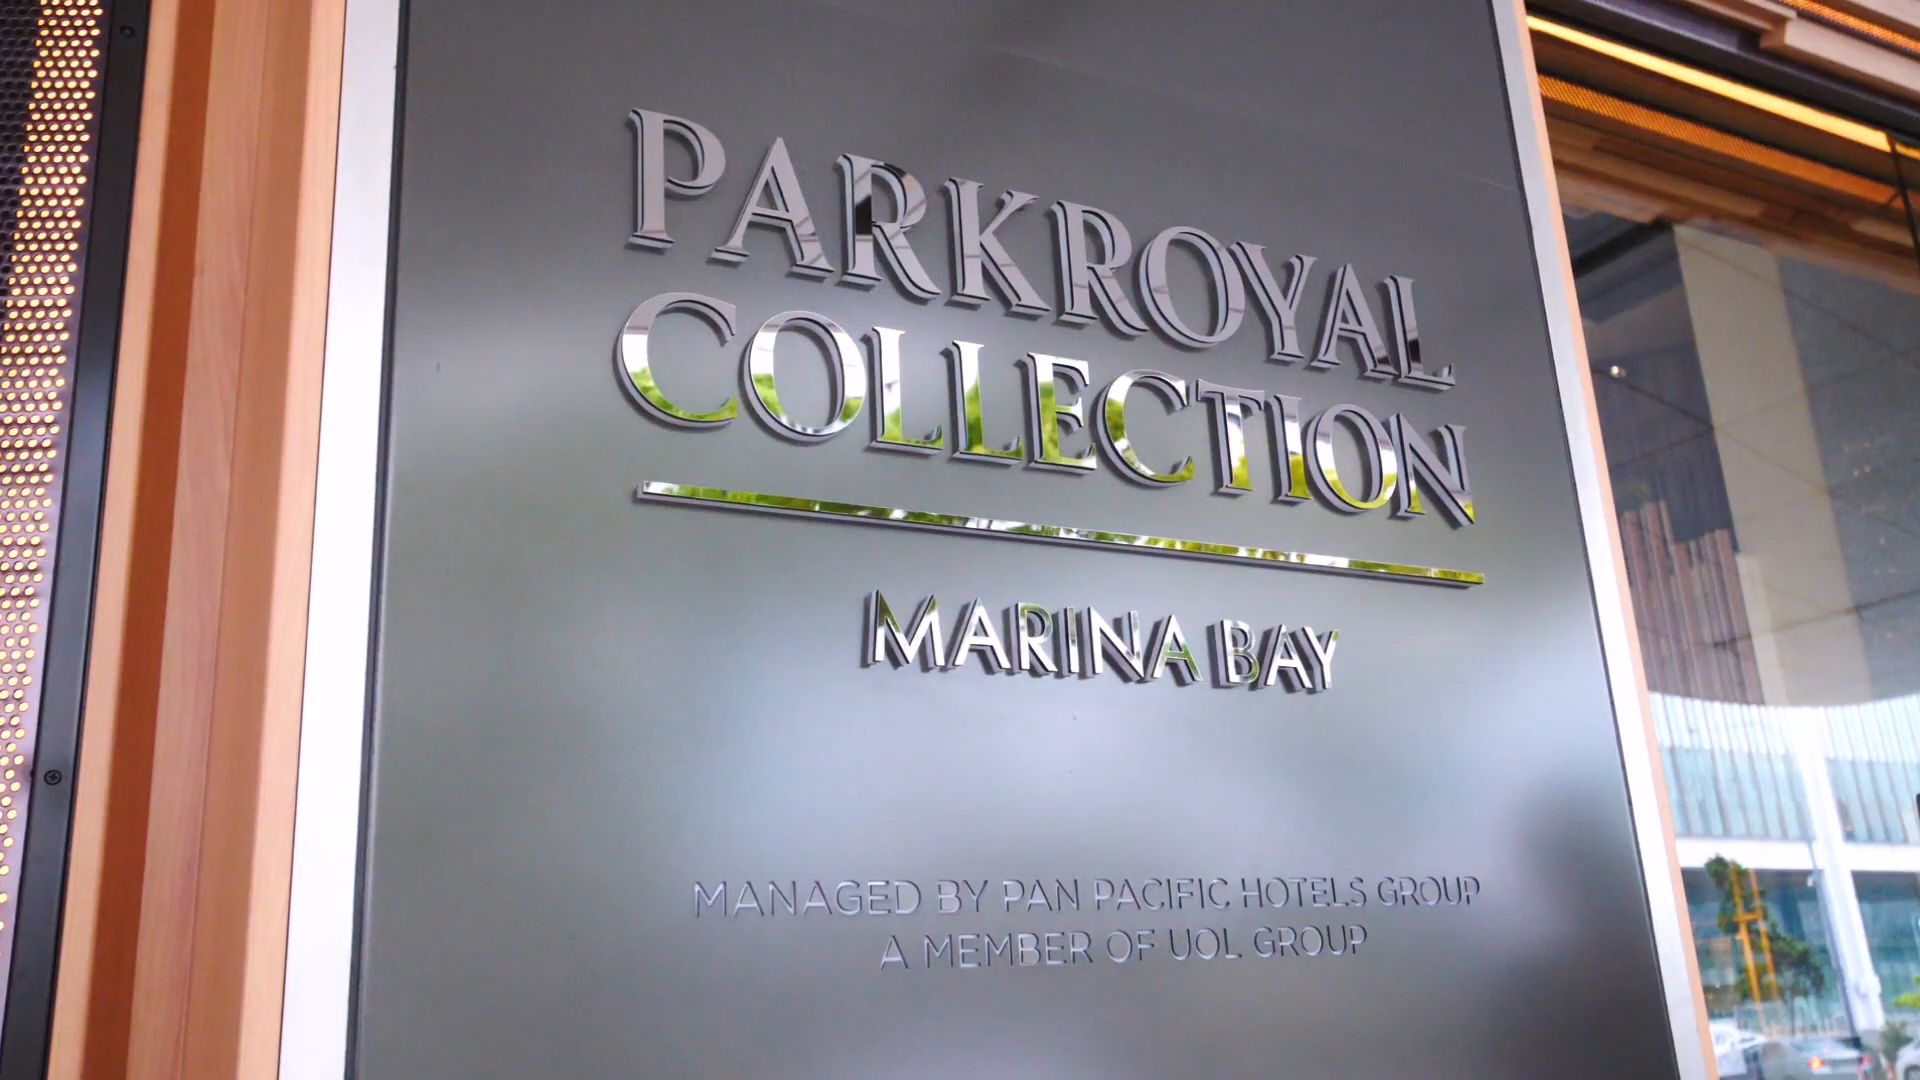 PARKROYAL
COLLECTION
MARINA BAY
MANAGED BY PAN PACIFIC HOTELS GROUP
A MEMBER OF UOL GROUP